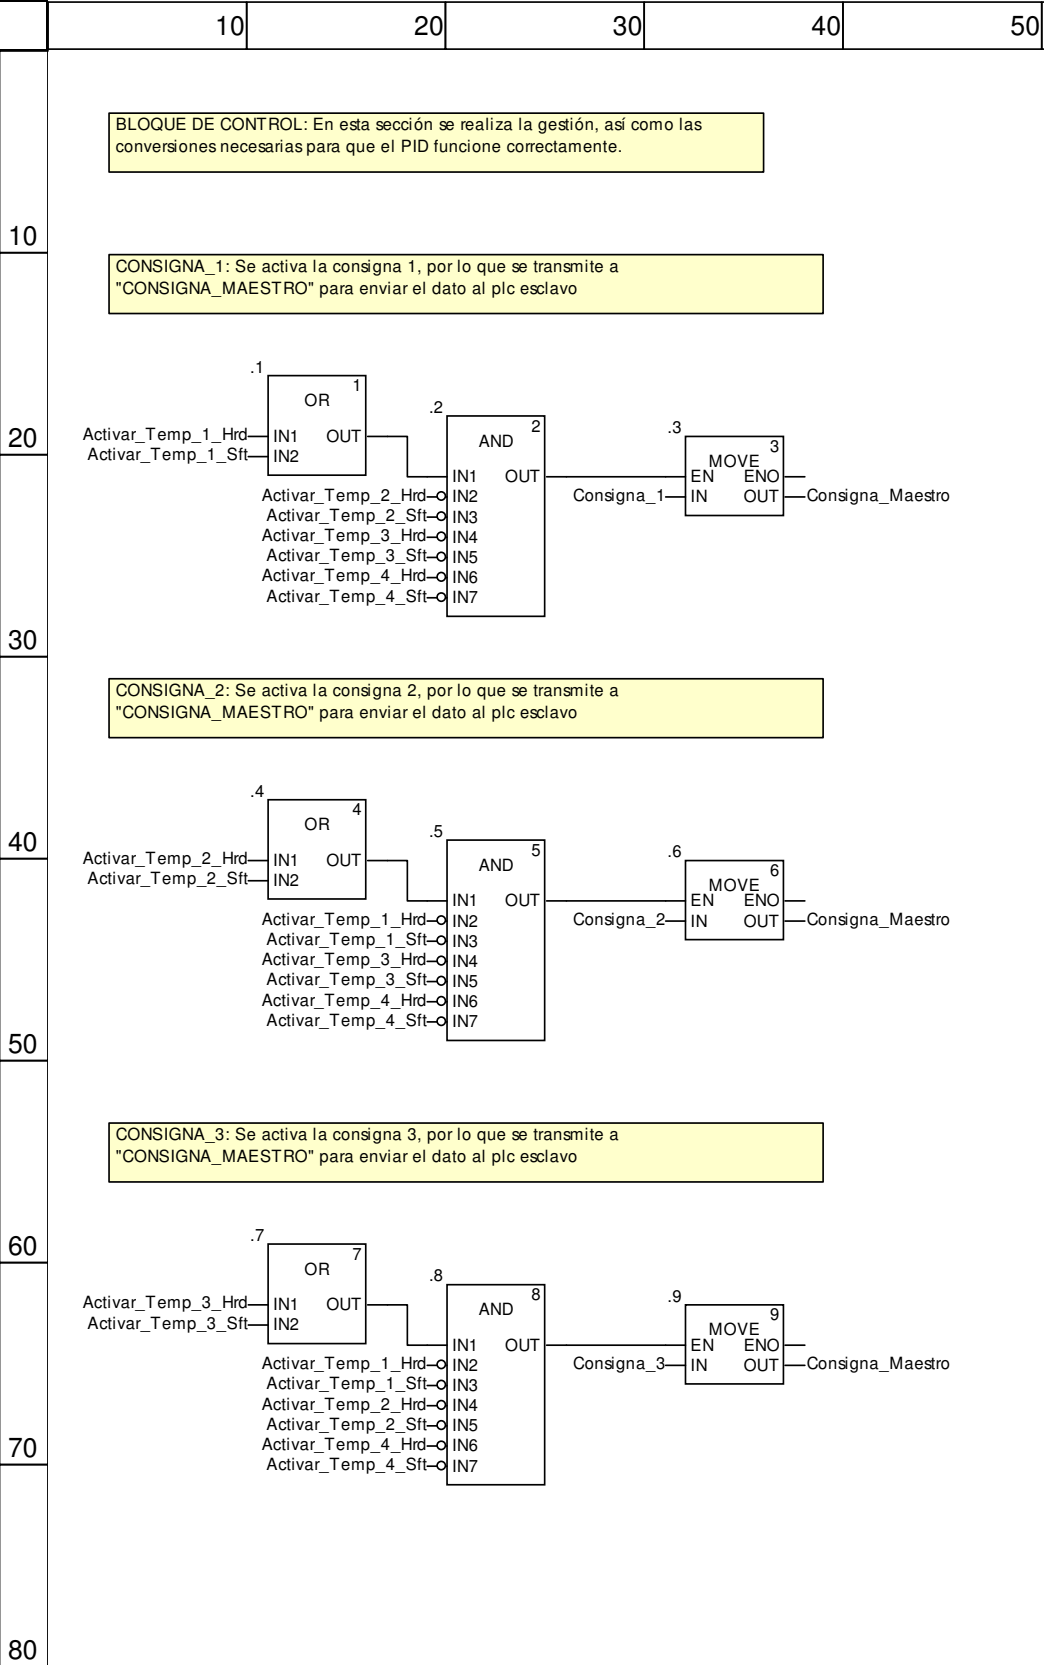 10 20 30 40 50
BLOQUE DE CONTROL: En esta sección se realiza la gestión, así como las
conversiones necesarias para que el PID funcione correctamente.
10
CONSIGNA_1: Se activa la consigna 1, por lo que se transmite a
"CONSIGNA_MAESTRO" para enviar el dato al plc esclavo
.1
1
OR
Activar_Temp_1_Hrd IN1 OUT
Activar_Temp_1_Sft IN2
20
.2
2
AND
IN1 OUT
Activar_Temp_2_Hrd IN2
Activar_Temp_2_Sft IN3
Activar_Temp_3_Hrd IN4
Activar_Temp_3_Sft IN5
Activar_Temp_4_Hrd IN6
Activar_Temp_4_Sft IN7
.3
3
MOVE
EN ENO
Consigna_1 IN OUT Consigna_Maestro
30
CONSIGNA_2: Se activa la consigna 2, por lo que se transmite a
"CONSIGNA_MAESTRO" para enviar el dato al plc esclavo
.4
4
OR
Activar_Temp_2_Hrd IN1 OUT
Activar_Temp_2_Sft IN2
40
.5
5
AND
IN1 OUT
Activar_Temp_1_Hrd IN2
Activar_Temp_1_Sft IN3
Activar_Temp_3_Hrd IN4
Activar_Temp_3_Sft IN5
Activar_Temp_4_Hrd IN6
Activar_Temp_4_Sft IN7
.6
6
MOVE
EN ENO
Consigna_2 IN OUT Consigna_Maestro
50
CONSIGNA_3: Se activa la consigna 3, por lo que se transmite a
"CONSIGNA_MAESTRO" para enviar el dato al plc esclavo
60
.7
7
OR
Activar_Temp_3_Hrd IN1 OUT
Activar_Temp_3_Sft IN2
.8
8
AND
IN1 OUT
Activar_Temp_1_Hrd IN2
Activar_Temp_1_Sft IN3
Activar_Temp_2_Hrd IN4
Activar_Temp_2_Sft IN5
Activar_Temp_4_Hrd IN6
Activar_Temp_4_Sft IN7
.9
9
MOVE
EN ENO
Consigna_3 IN OUT Consigna_Maestro
70
80